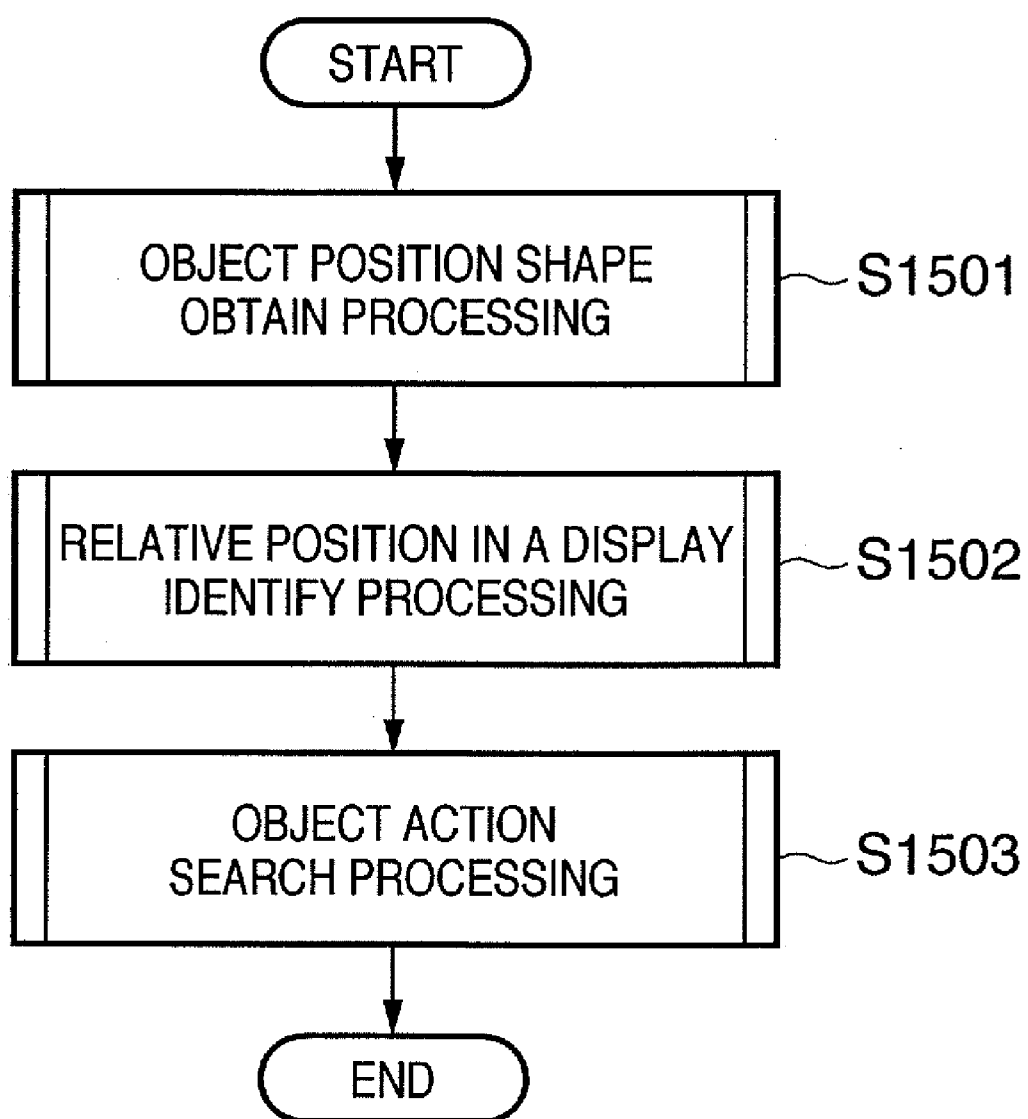 START
OBJECT POSITION SHAPE
OBTAIN PROCESSING
S1501
RELATIVE POSITION IN A DISPLAY
IDENTIFY PROCESSING
S1502
OBJECT ACTION
SEARCH PROCESSING
S1503
END